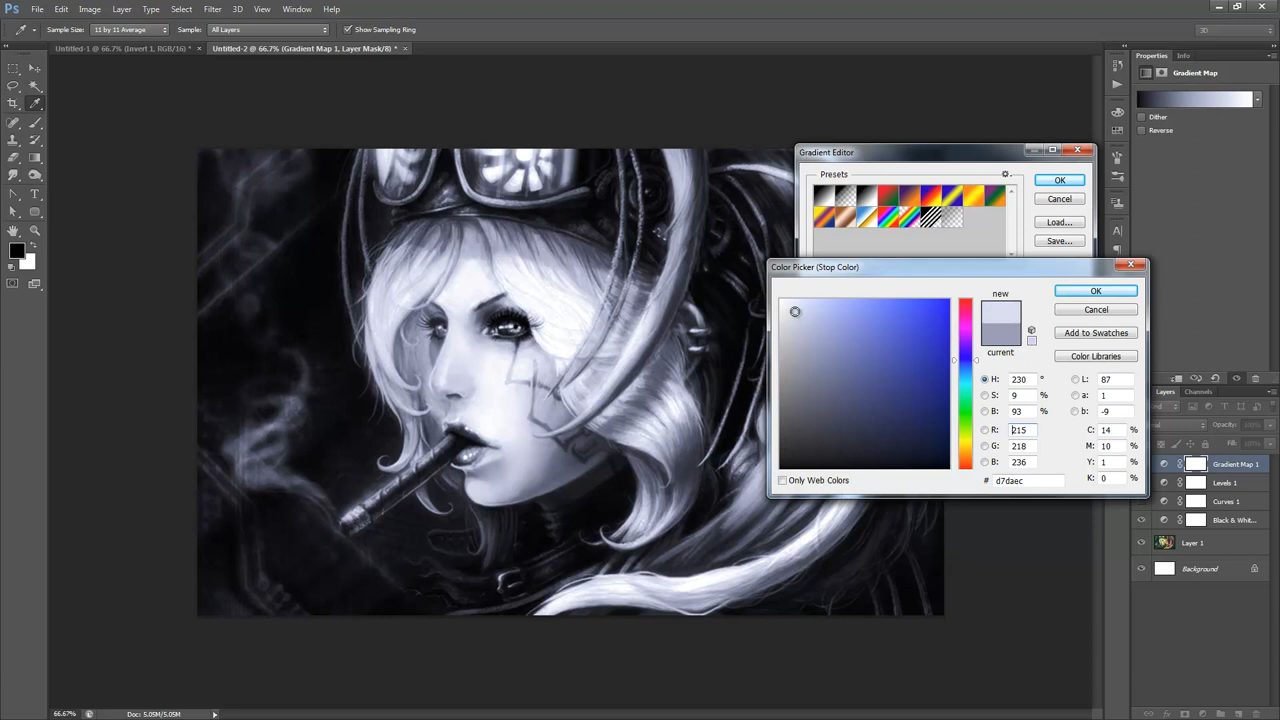 Ps File Edit Image Layer Type Select Filter 3D View Window Help
Sample Size: 11 by 11 Average Sample: All Layers Show Sampling Ring 3D
Untitled-1 @ 66.7% (Invert 1, RGB/16) * × Untitled-2 @ 66.7% (Gradient Map 1, Layer Mask/8) * ×
Properties Info
Gradient Map
Dither
Reverse
Gradient Editor
Presets
OK
Cancel
Load...
Save...
Color Picker (Stop Color)
new
current
OK
Cancel
Add to Swatches
Color Libraries
H: 230 ° L: 87
S: 9 % a: 1
B: 93 % b: -9
R: 215 C: 14 %
G: 218 M: 10 %
B: 236 Y: 1 %
# d7daec K: 0 %
Only Web Colors
Layers Channels
Kind
Opacity: 100%
Gradient Map 1
Levels 1
Curves 1
Black & Whit...
Layer 1
Background
66.67% Doc: 5.05M/5.05M